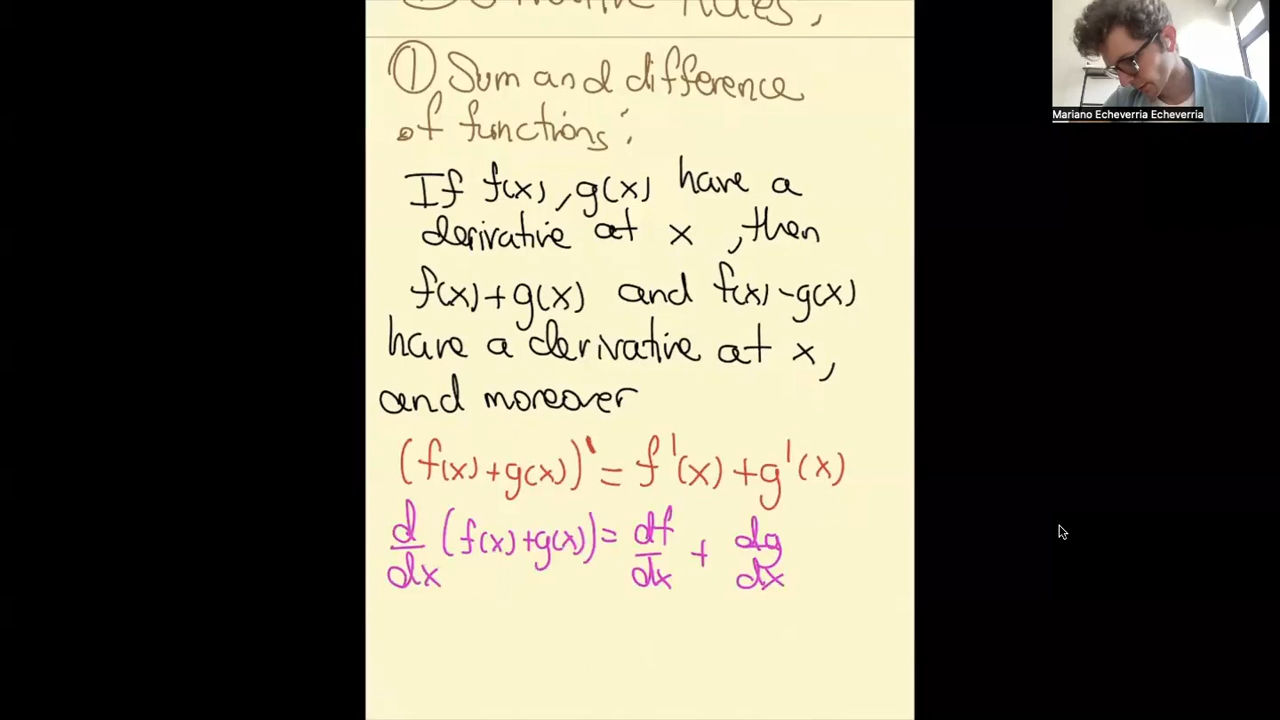 Rules,
① Sum and difference
of functions:
If f(x), g(x) have a
derivative at x, then
f(x)+g(x) and f(x)-g(x)
have a derivative at x,
and moreover
(f(x)+g(x))' = f'(x)+g'(x)
d/dx (f(x)+g(x)) = df/dx + dg/dx
Mariano Echeverria Echeverria